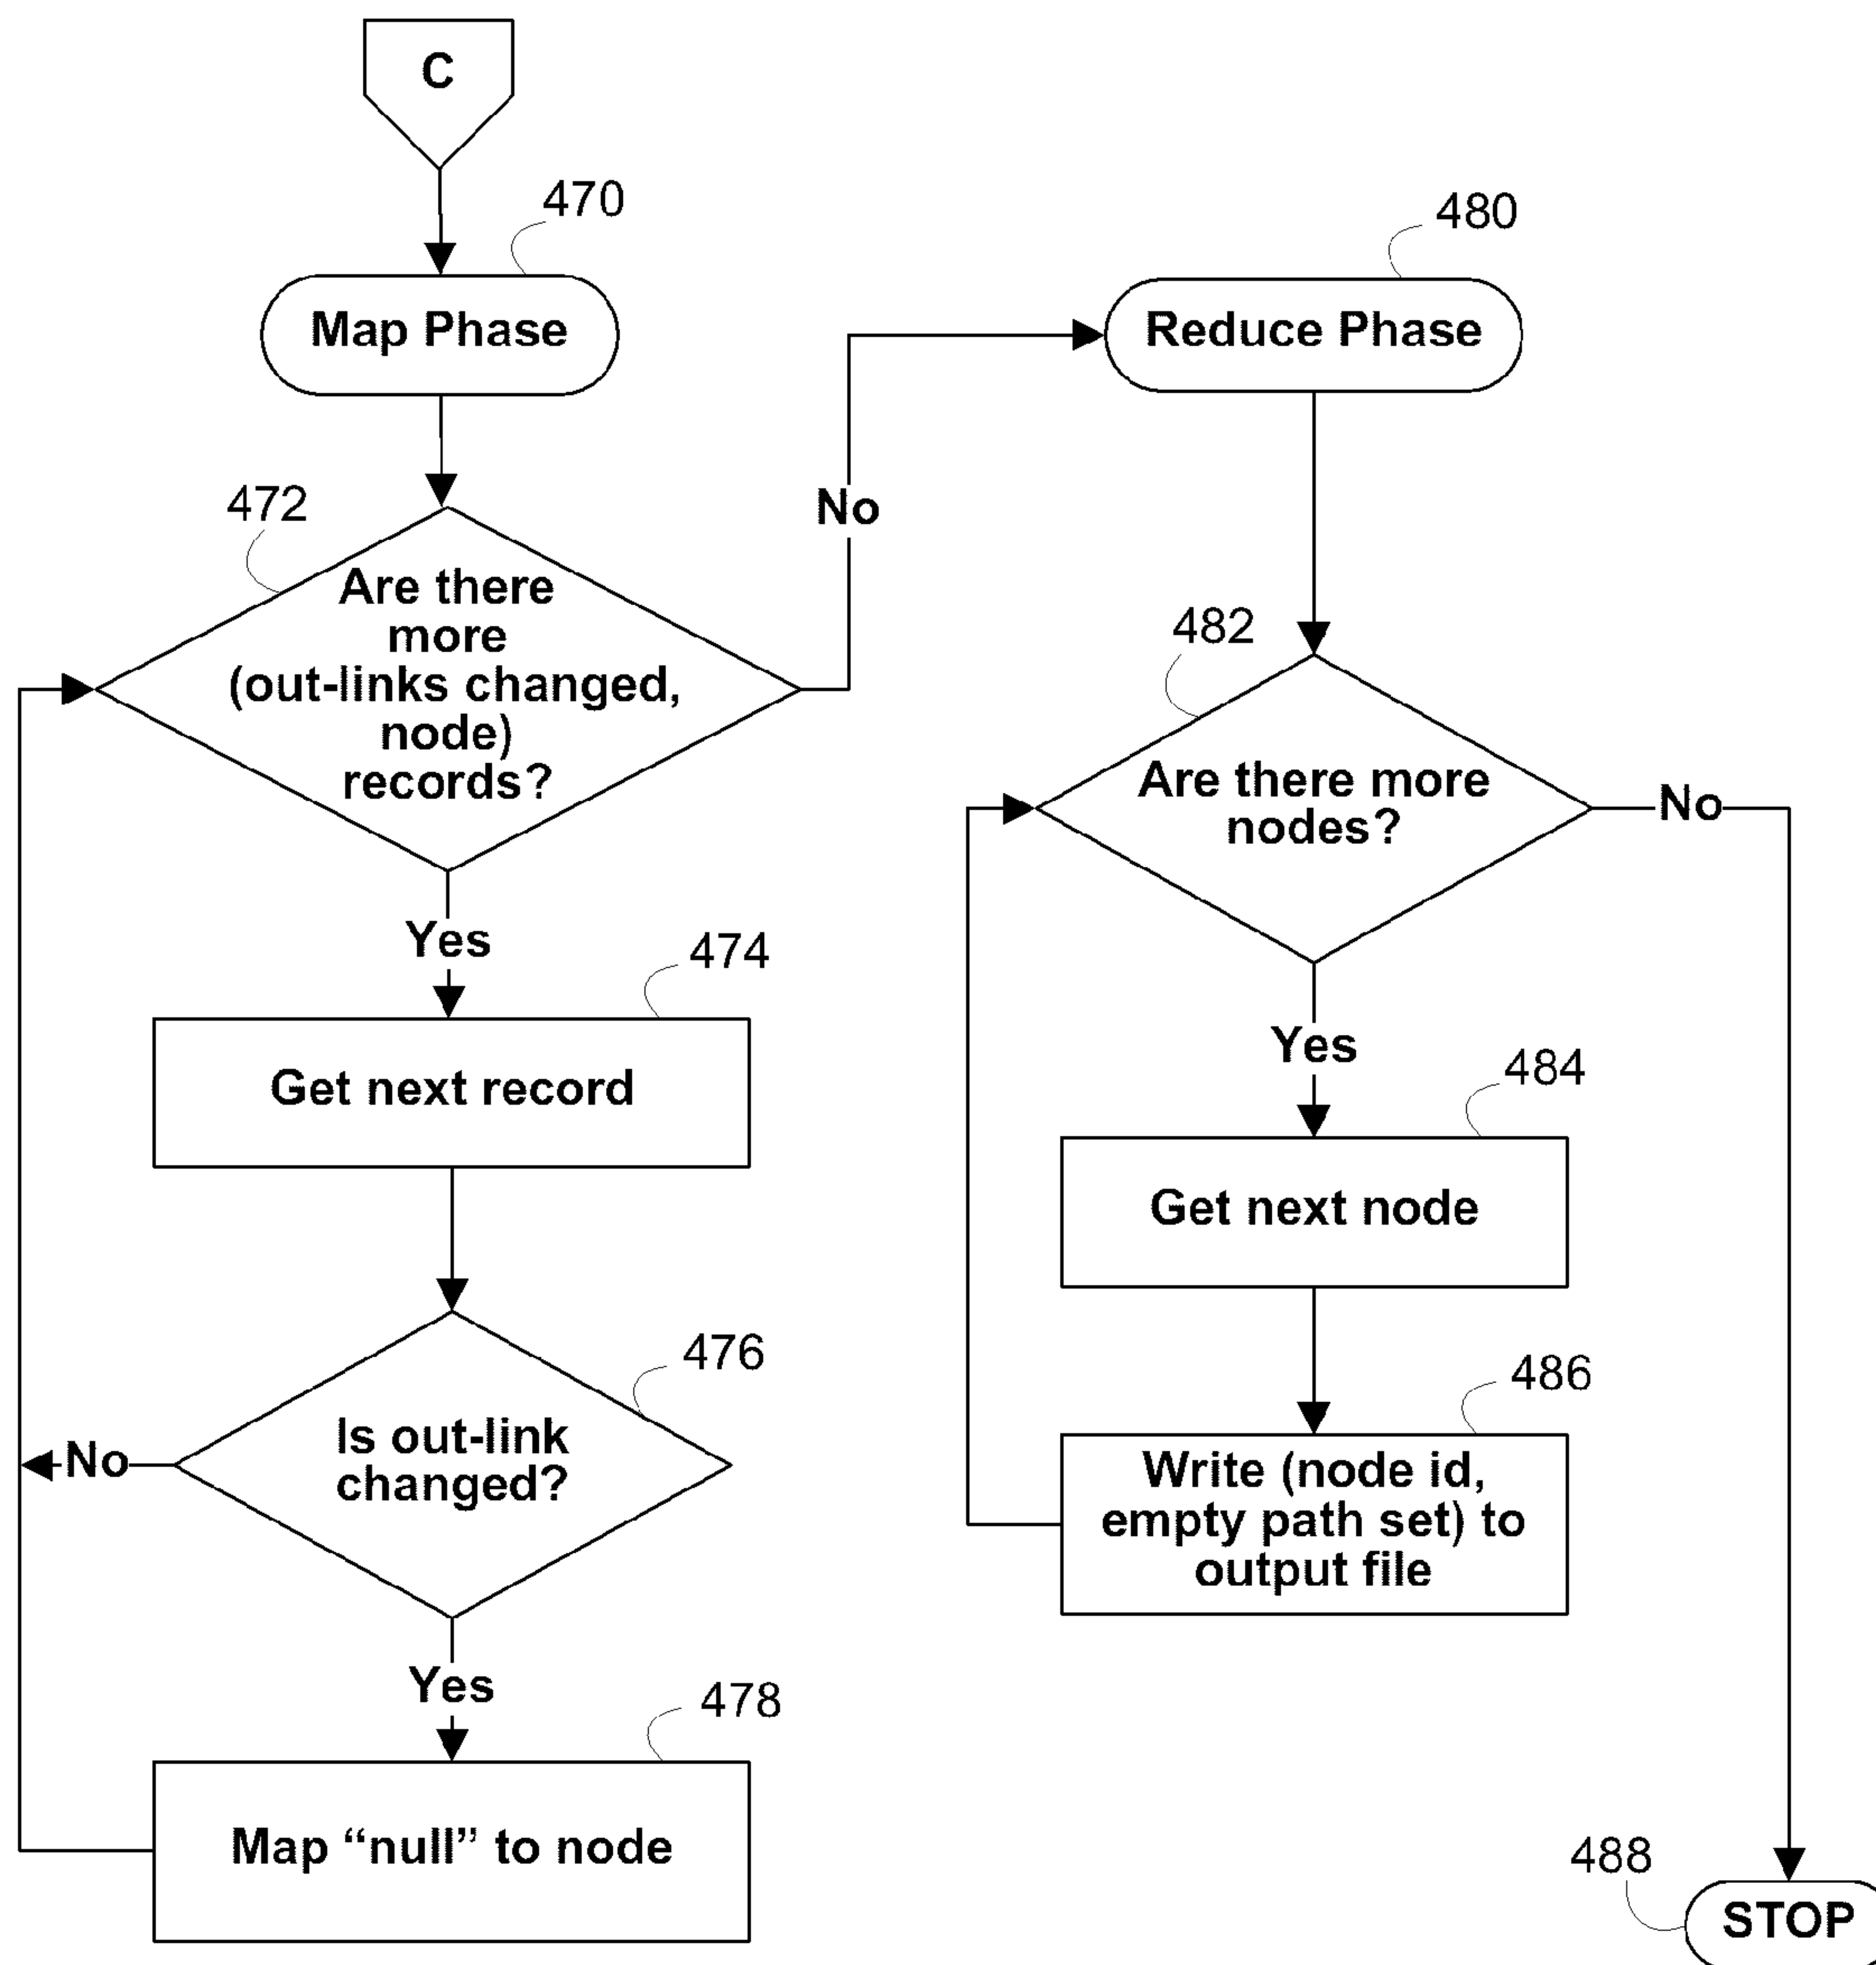 C
470
Map Phase
472
Are there
more
(out-links changed,
node)
records?
No
Yes
474
Get next record
476
Is out-link
changed?
No
Yes
478
Map “null” to node
480
Reduce Phase
482
Are there more
nodes?
No
Yes
484
Get next node
486
Write (node id,
empty path set) to
output file
488
STOP